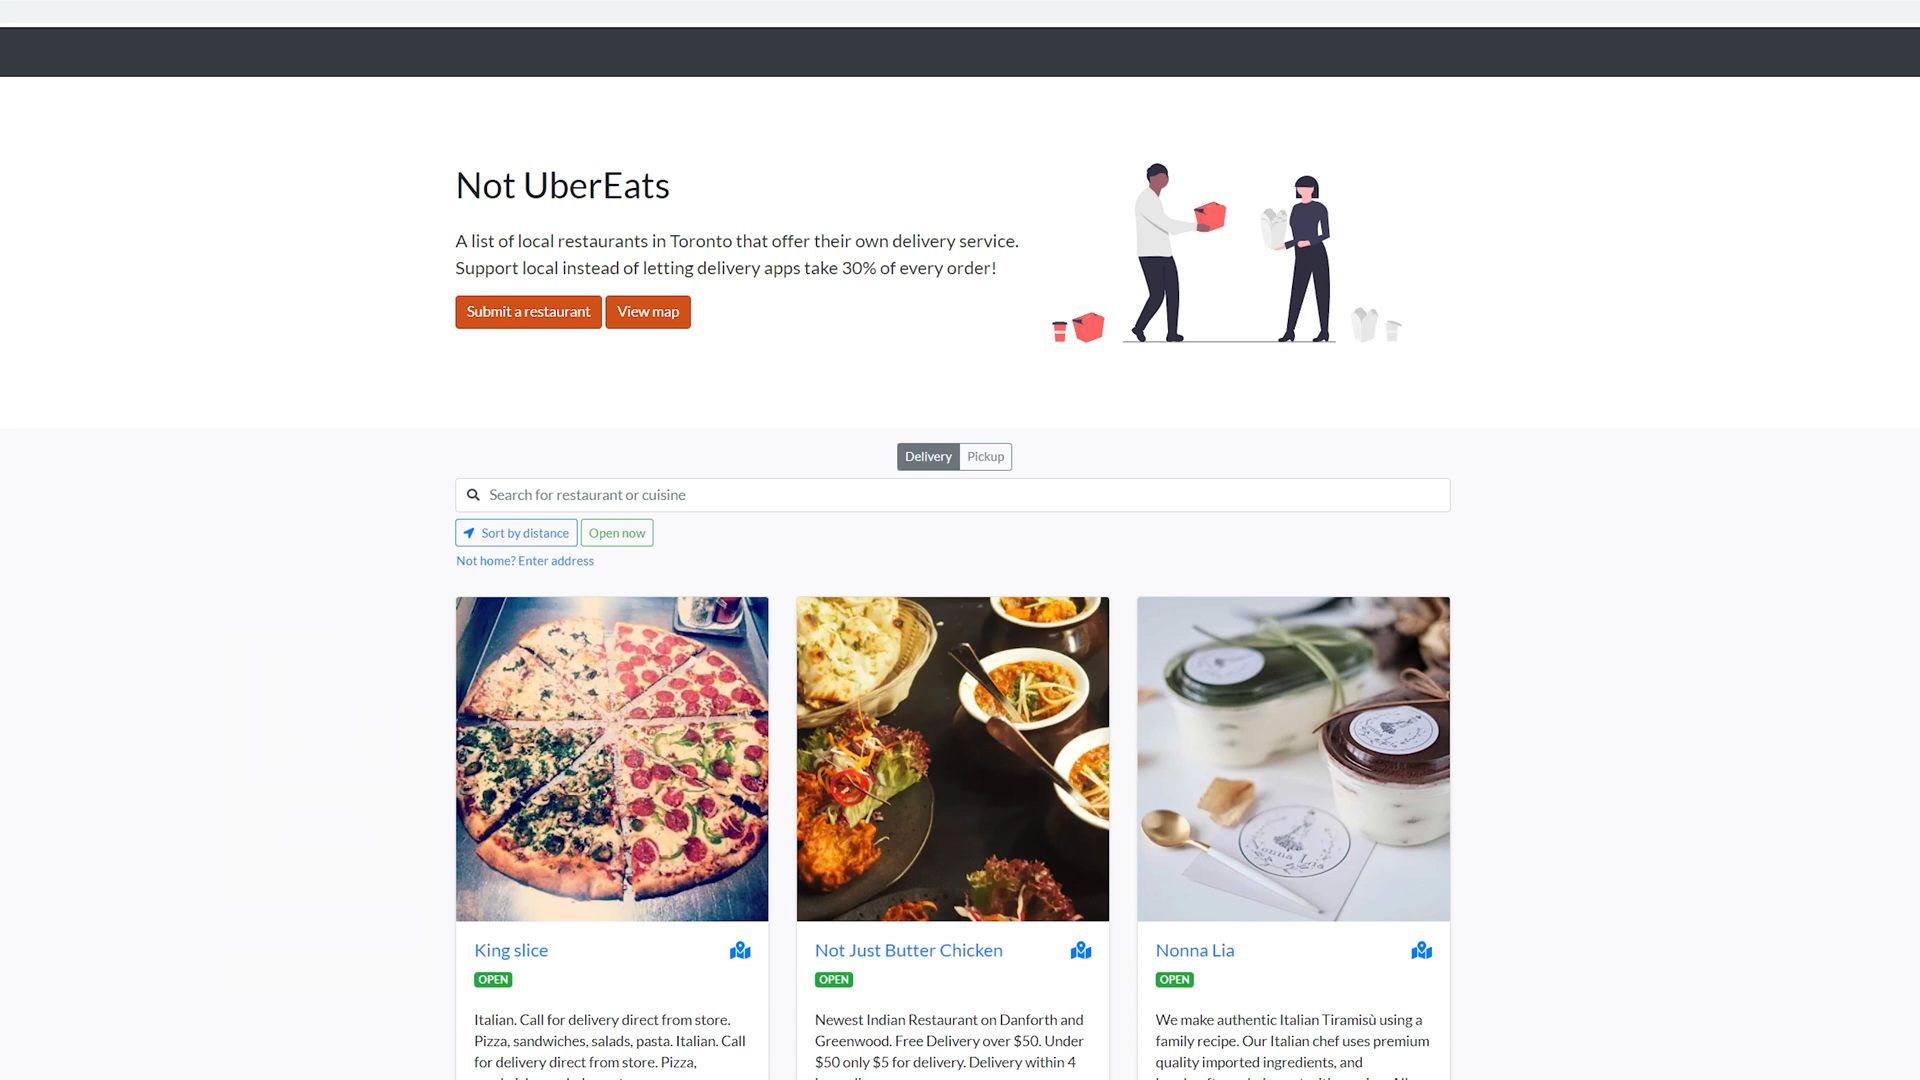 Not UberEats
A list of local restaurants in Toronto that offer their own delivery service.
Support local instead of letting delivery apps take 30% of every order!
Submit a restaurant View map
Delivery Pickup
Search for restaurant or cuisine
Sort by distance Open now
Not home? Enter address
King slice
OPEN
Italian. Call for delivery direct from store.
Pizza, sandwiches, salads, pasta. Italian. Call
for delivery direct from store. Pizza,
Not Just Butter Chicken
OPEN
Newest Indian Restaurant on Danforth and
Greenwood. Free Delivery over $50. Under
$50 only $5 for delivery. Delivery within 4
Nonna Lia
OPEN
We make authentic Italian Tiramisù using a
family recipe. Our Italian chef uses premium
quality imported ingredients, and